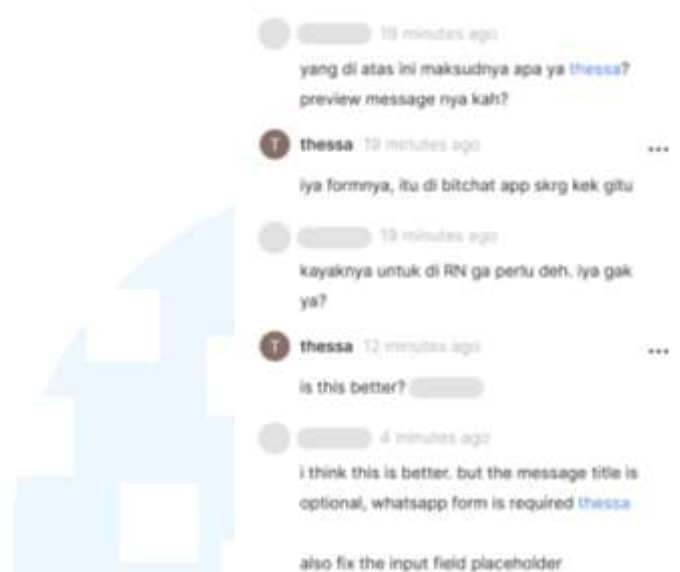 19 minutes ago
yang di atas ini maksudnya apa ya thessa?
preview message nya kah?
T thessa 19 minutes ago
iya formnya, itu di bitchat app skrg kek gitu
19 minutes ago
kayaknya untuk di RN ga perlu deh. iya gak
ya?
T thessa 12 minutes ago
is this better?
4 minutes ago
i think this is better. but the message title is
optional, whatsapp form is required thessa
also fix the input field placeholder